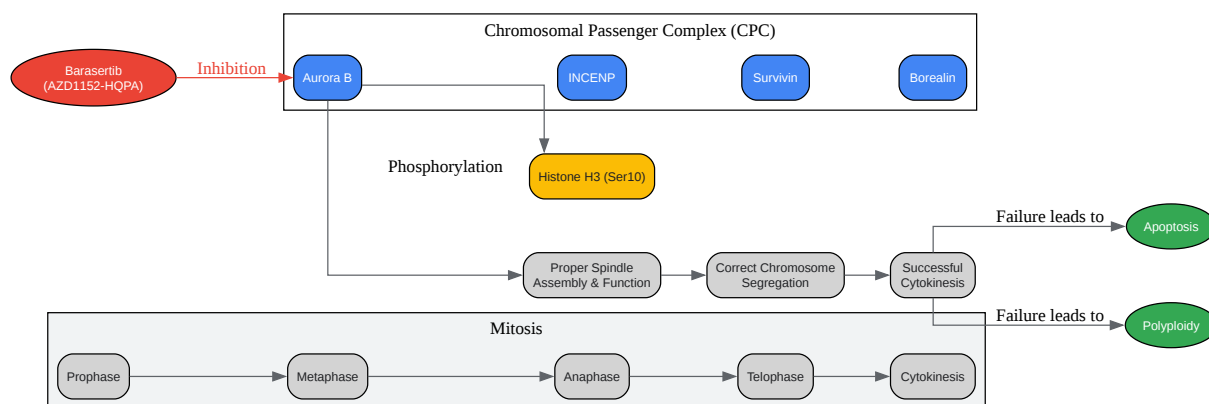 Chromosomal Passenger Complex (CPC)
Barasertib
(AZD1152-HQPA)
Inhibition
Aurora B
INCENP
Survivin
Borealin
Phosphorylation
Histone H3 (Ser10)
Failure leads to
Apoptosis
Proper Spindle
Assembly & Function
Correct Chromosome
Segregation
Successful
Cytokinesis
Failure leads to
Polyploidy
Mitosis
Prophase
Metaphase
Anaphase
Telophase
Cytokinesis